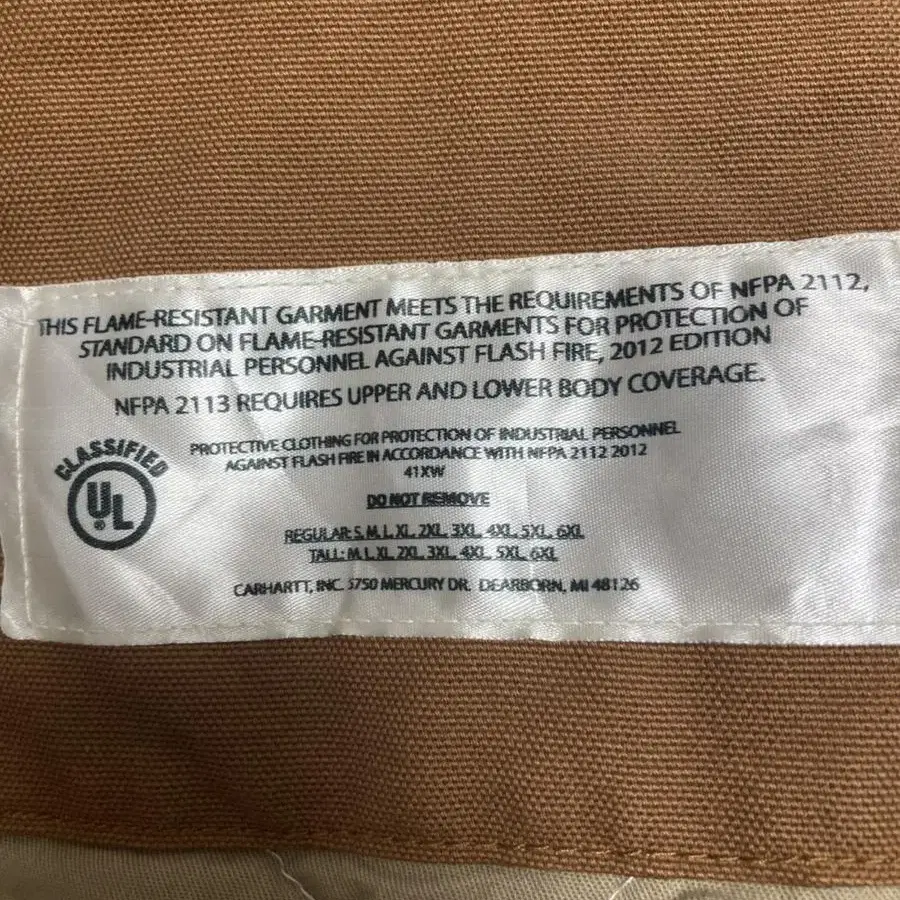 THIS FLAME-RESISTANT GARMENT MEETS THE REQUIREMENTS OF NFPA 2112,
STANDARD ON FLAME-RESISTANT GARMENTS FOR PROTECTION OF
INDUSTRIAL PERSONNEL AGAINST FLASH FIRE, 2012 EDITION
NFPA 2113 REQUIRES UPPER AND LOWER BODY COVERAGE.
CLASSIFIED
UL®
PROTECTIVE CLOTHING FOR PROTECTION OF INDUSTRIAL PERSONNEL
AGAINST FLASH FIRE IN ACCORDANCE WITH NFPA 2112 2012
41XW
DO NOT REMOVE
REGULAR: S, M, L, XL, 2XL, 3XL, 4XL, 5XL, 6XL
TALL: M, L, XL, 2XL, 3XL, 4XL, 5XL, 6XL
CARHARTT, INC. 5750 MERCURY DR. DEARBORN, MI 48126